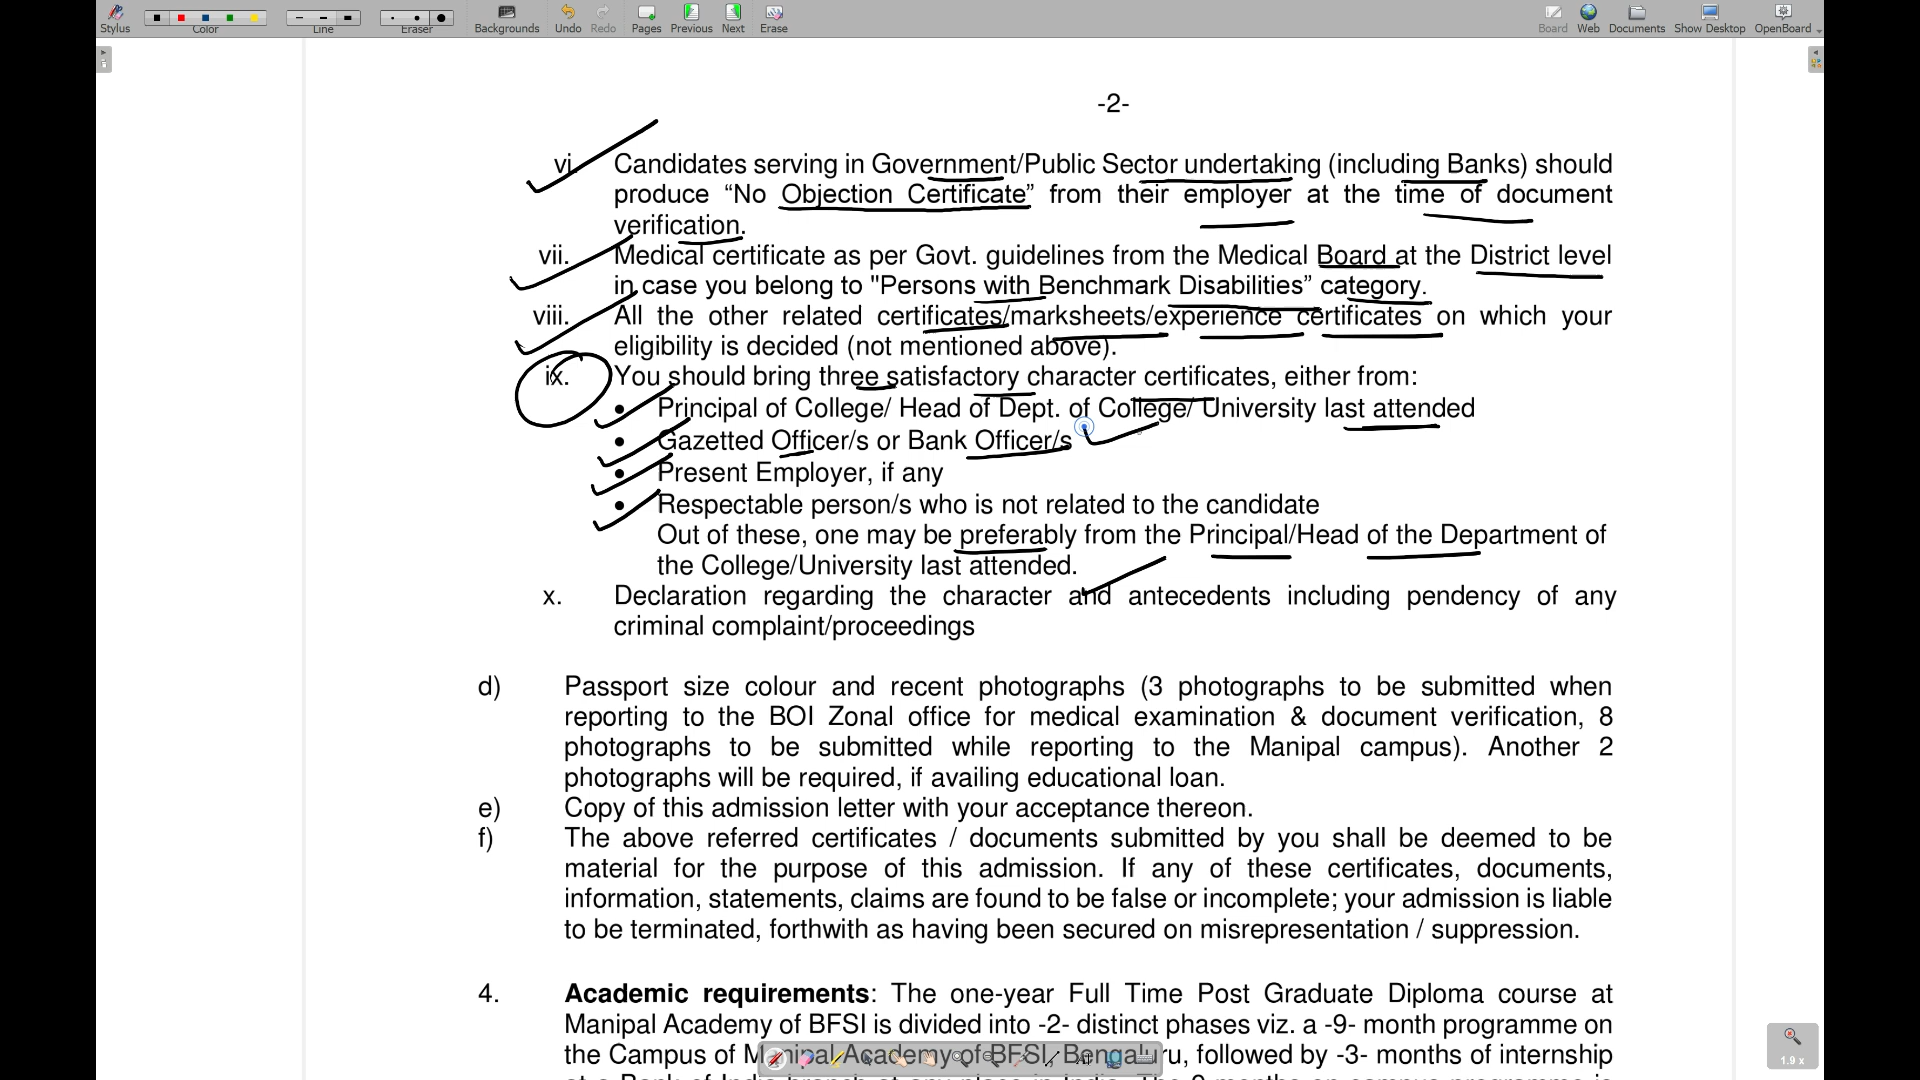 Stylus Color Line Eraser Backgrounds Undo Redo Pages Previous Next Erase Board Web Documents Show Desktop OpenBoard
-2-
vi. Candidates serving in Government/Public Sector undertaking (including Banks) should
produce “No Objection Certificate” from their employer at the time of document
verification.
vii. Medical certificate as per Govt. guidelines from the Medical Board at the District level
in case you belong to "Persons with Benchmark Disabilities” category.
viii. All the other related certificates/marksheets/experience certificates on which your
eligibility is decided (not mentioned above).
ix. You should bring three satisfactory character certificates, either from:
• Principal of College/ Head of Dept. of College/ University last attended
• Gazetted Officer/s or Bank Officer/s
• Present Employer, if any
• Respectable person/s who is not related to the candidate
Out of these, one may be preferably from the Principal/Head of the Department of
the College/University last attended.
x. Declaration regarding the character and antecedents including pendency of any
criminal complaint/proceedings
d) Passport size colour and recent photographs (3 photographs to be submitted when
reporting to the BOI Zonal office for medical examination & document verification, 8
photographs to be submitted while reporting to the Manipal campus). Another 2
photographs will be required, if availing educational loan.
e) Copy of this admission letter with your acceptance thereon.
f) The above referred certificates / documents submitted by you shall be deemed to be
material for the purpose of this admission. If any of these certificates, documents,
information, statements, claims are found to be false or incomplete; your admission is liable
to be terminated, forthwith as having been secured on misrepresentation / suppression.
4. Academic requirements: The one-year Full Time Post Graduate Diploma course at
Manipal Academy of BFSI is divided into -2- distinct phases viz. a -9- month programme on
the Campus of Manipal Academy of BFSI, Bengaluru, followed by -3- months of internship
1.9 x